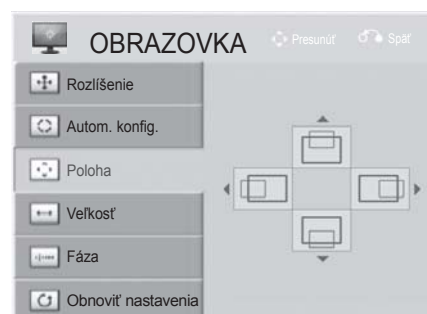 OBRAZOVKA
Presunúť
Späť
Rozlíšenie
Autom. konfig.
Poloha
Veľkosť
Fáza
Obnoviť nastavenia